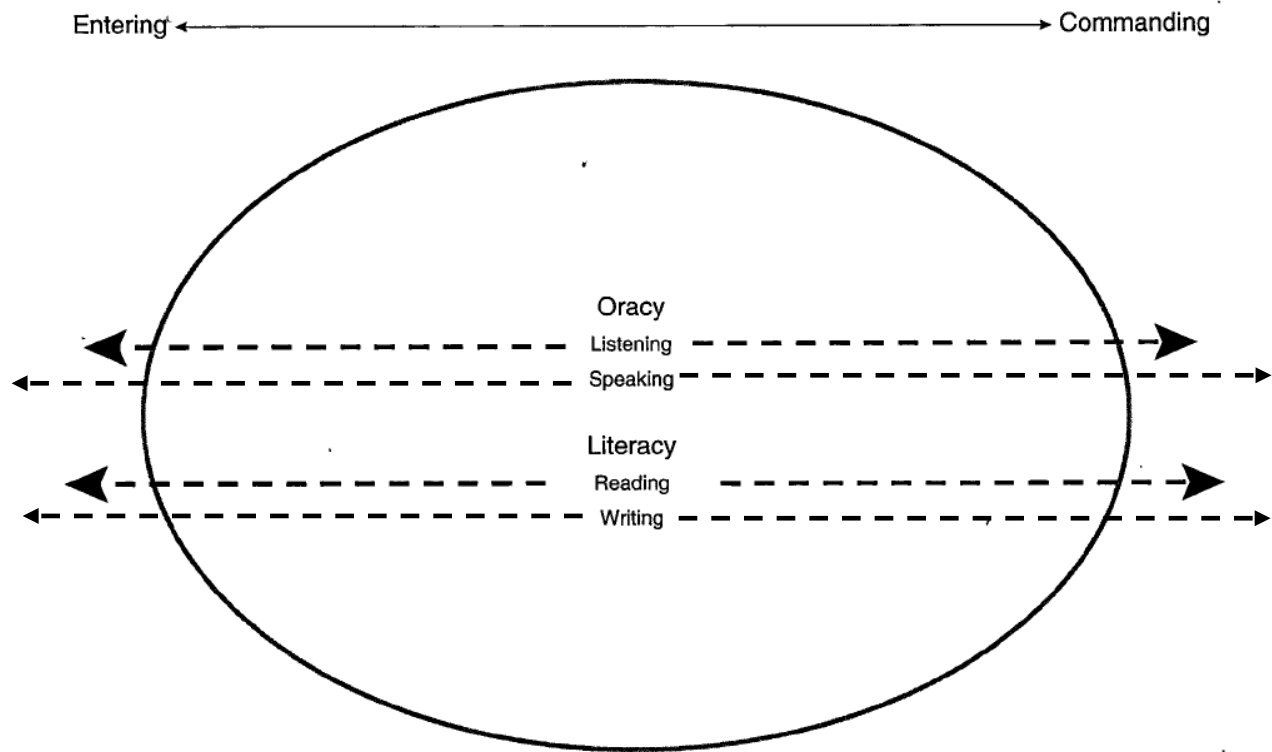 Entering Commanding
Oracy
Listening
Speaking
Literacy
Reading
Writing